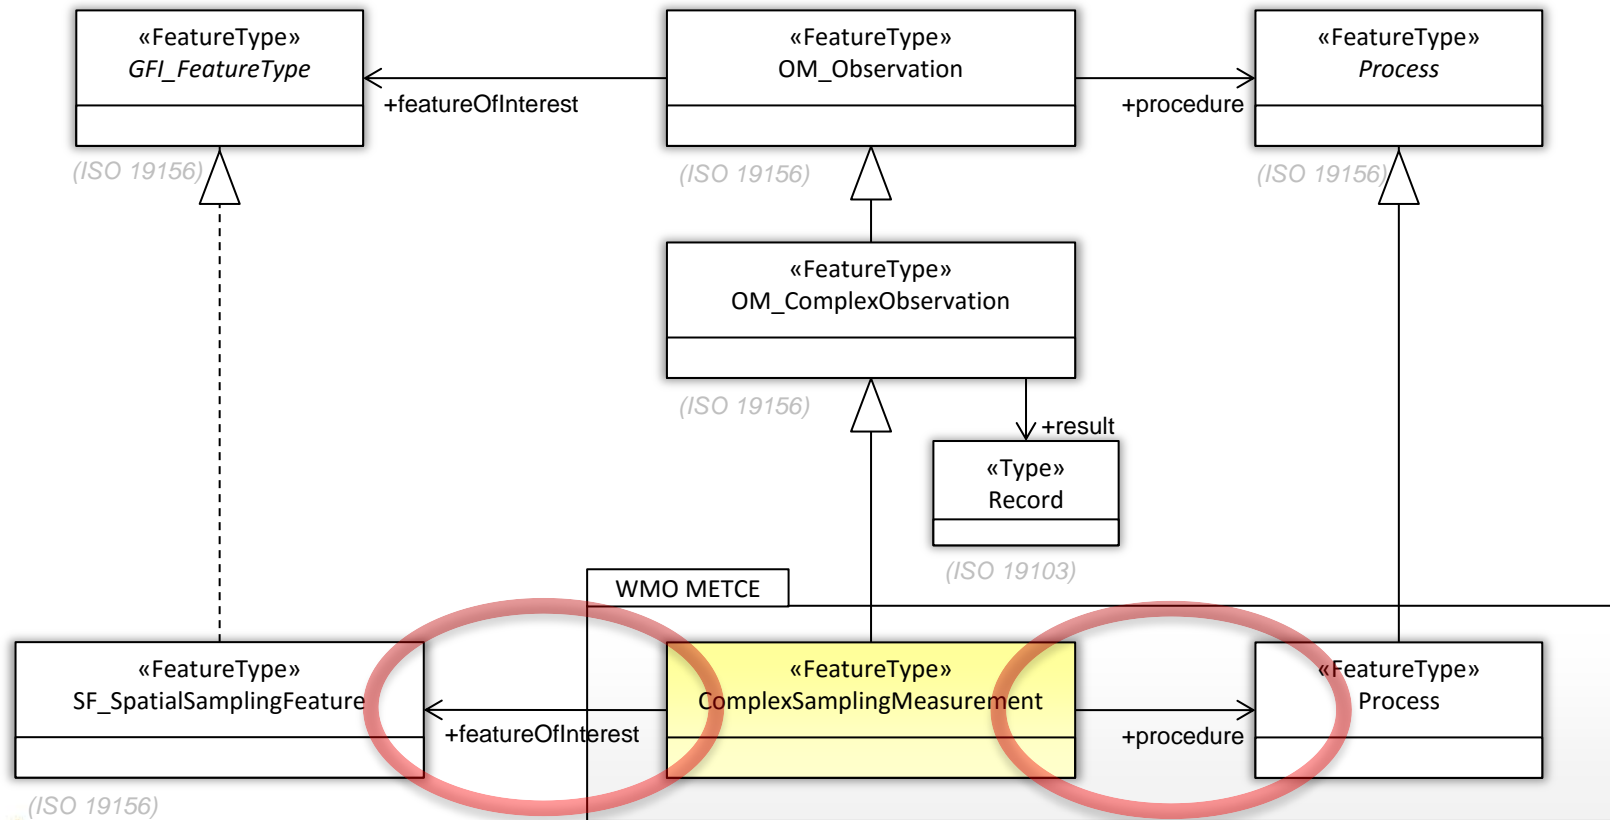 «FeatureType»
GFI_FeatureType
(ISO 19156)
+featureOfInterest
«FeatureType»
OM_Observation
(ISO 19156)
+procedure
«FeatureType»
Process
(ISO 19156)
«FeatureType»
OM_ComplexObservation
(ISO 19156)
+result
«Type»
Record
(ISO 19103)
WMO METCE
«FeatureType»
SF_SpatialSamplingFeature
(ISO 19156)
+featureOfInterest
«FeatureType»
ComplexSamplingMeasurement
+procedure
«FeatureType»
Process